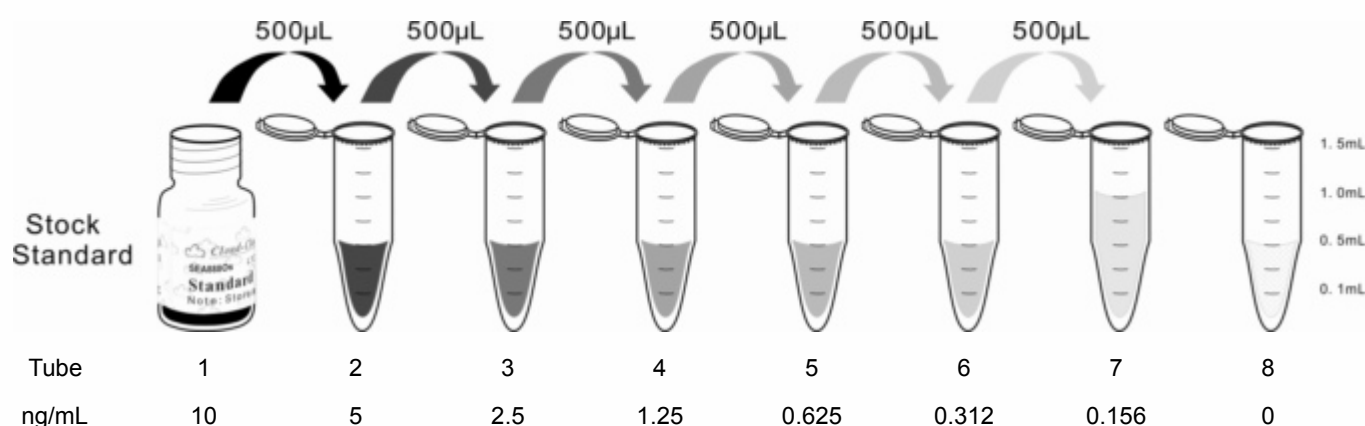 500µL 500µL 500µL 500µL 500µL 500µL
1. 5mL
1. 0mL
0. 5mL
0. 1mL
Stock
Standard
Standard
Tube 1 2 3 4 5 6 7 8
ng/mL 10 5 2.5 1.25 0.625 0.312 0.156 0